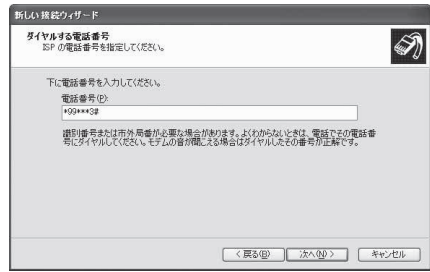 新しい接続ウィザード
ダイヤルする電話番号
ISP の電話番号を指定してください。
下に電話番号を入力してください。
電話番号(P):
*99***3#
識別番号または市外局番が必要な場合があります。よくわからないときは、電話でその電話番
号にダイヤルしてください。モデムの音が聞こえる場合はダイヤルしたその番号が正解です。
< 戻る(B)
次へ(N) >
キャンセル